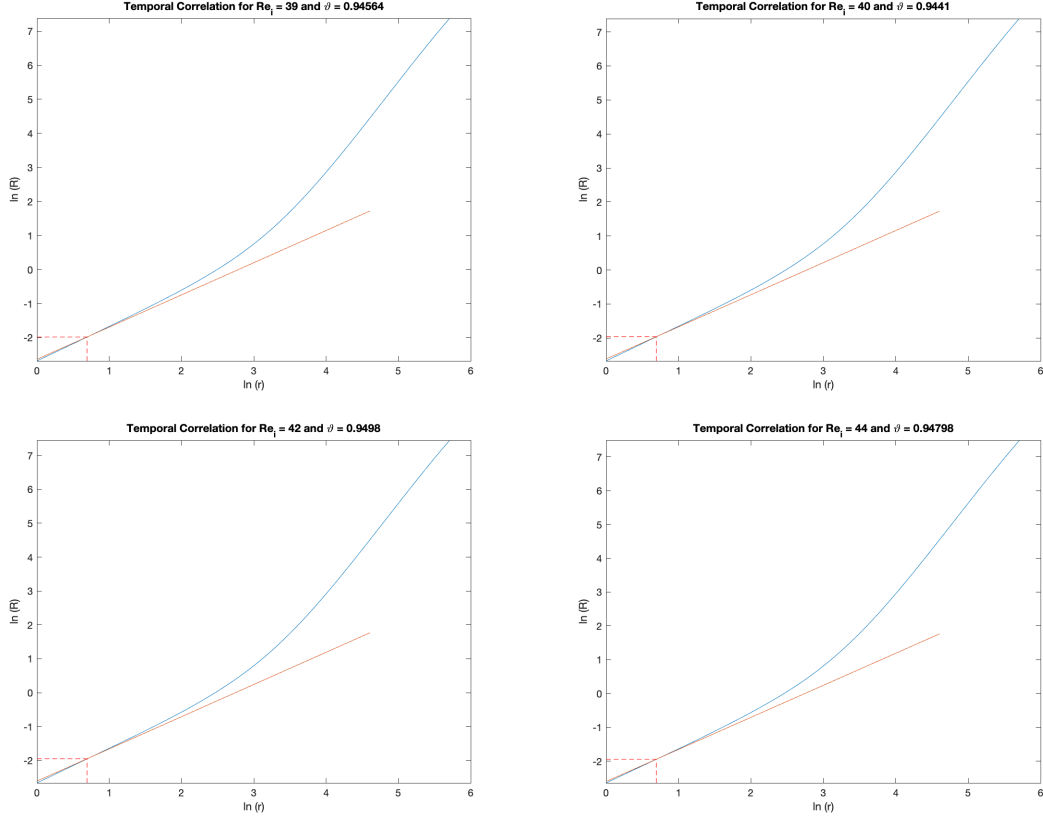 Temporal Correlation for Re_i = 39 and ϑ = 0.94564
7
6
5
4
3
2
1
0
-1
-2
ln (R)
0 1 2 3 4 5 6
ln (r)
Temporal Correlation for Re_i = 40 and ϑ = 0.9441
7
6
5
4
3
2
1
0
-1
-2
ln (R)
0 1 2 3 4 5 6
ln (r)
Temporal Correlation for Re_i = 42 and ϑ = 0.9498
7
6
5
4
3
2
1
0
-1
-2
ln (R)
0 1 2 3 4 5 6
ln (r)
Temporal Correlation for Re_i = 44 and ϑ = 0.94798
7
6
5
4
3
2
1
0
-1
-2
ln (R)
0 1 2 3 4 5 6
ln (r)